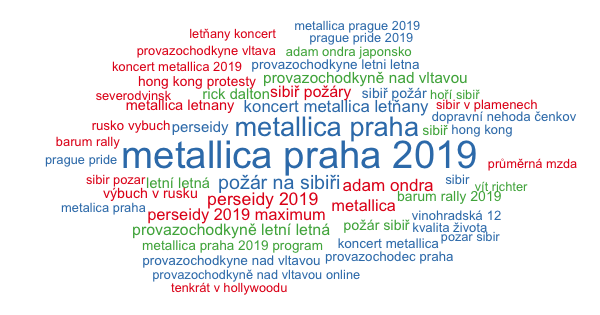 metallica prague 2019
letňany koncert
prague pride 2019
provazochodkyne vltava
adam ondra japonsko
koncert metallica 2019
provazochodkyne letni letna
hong kong protesty
provazochodkyně nad vltavou
severodvinsk
rick dalton
sibiř požáry
sibiř požár
hoří sibiř
metallica letnany
koncert metallica letňany
sibir v plamenech
dopravní nehoda čenkov
rusko vybuch
perseidy
metallica praha
sibiř
hong kong
barum rally
prague pride
metallica praha 2019
průměrná mzda
sibir pozar
letní letná
požár na sibiři
adam ondra
sibir
vít richter
výbuch v rusku
perseidy 2019
barum rally 2019
metalica praha
perseidy 2019 maximum
metallica
vinohradská 12
provazochodkyně letní letná
požár sibiř
kvalita života
metallica praha 2019 program
koncert metallica
pozar sibir
provazochodkyne nad vltavou
provazochodec praha
provazochodkyně nad vltavou online
tenkrát v hollywoodu